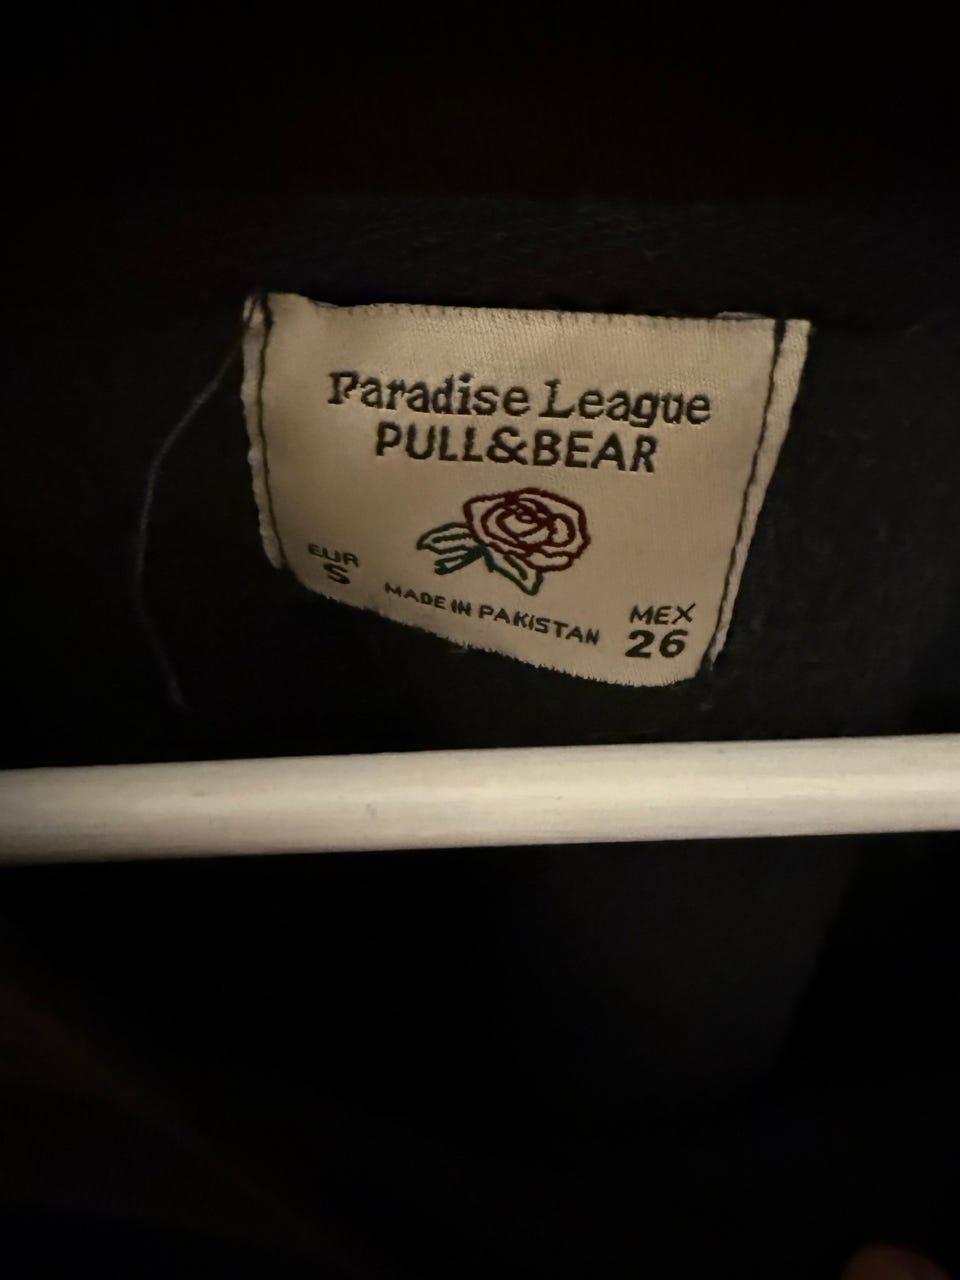 Paradise League
PULL&BEAR
EUR
S
MADE IN PAKISTAN
MEX
26